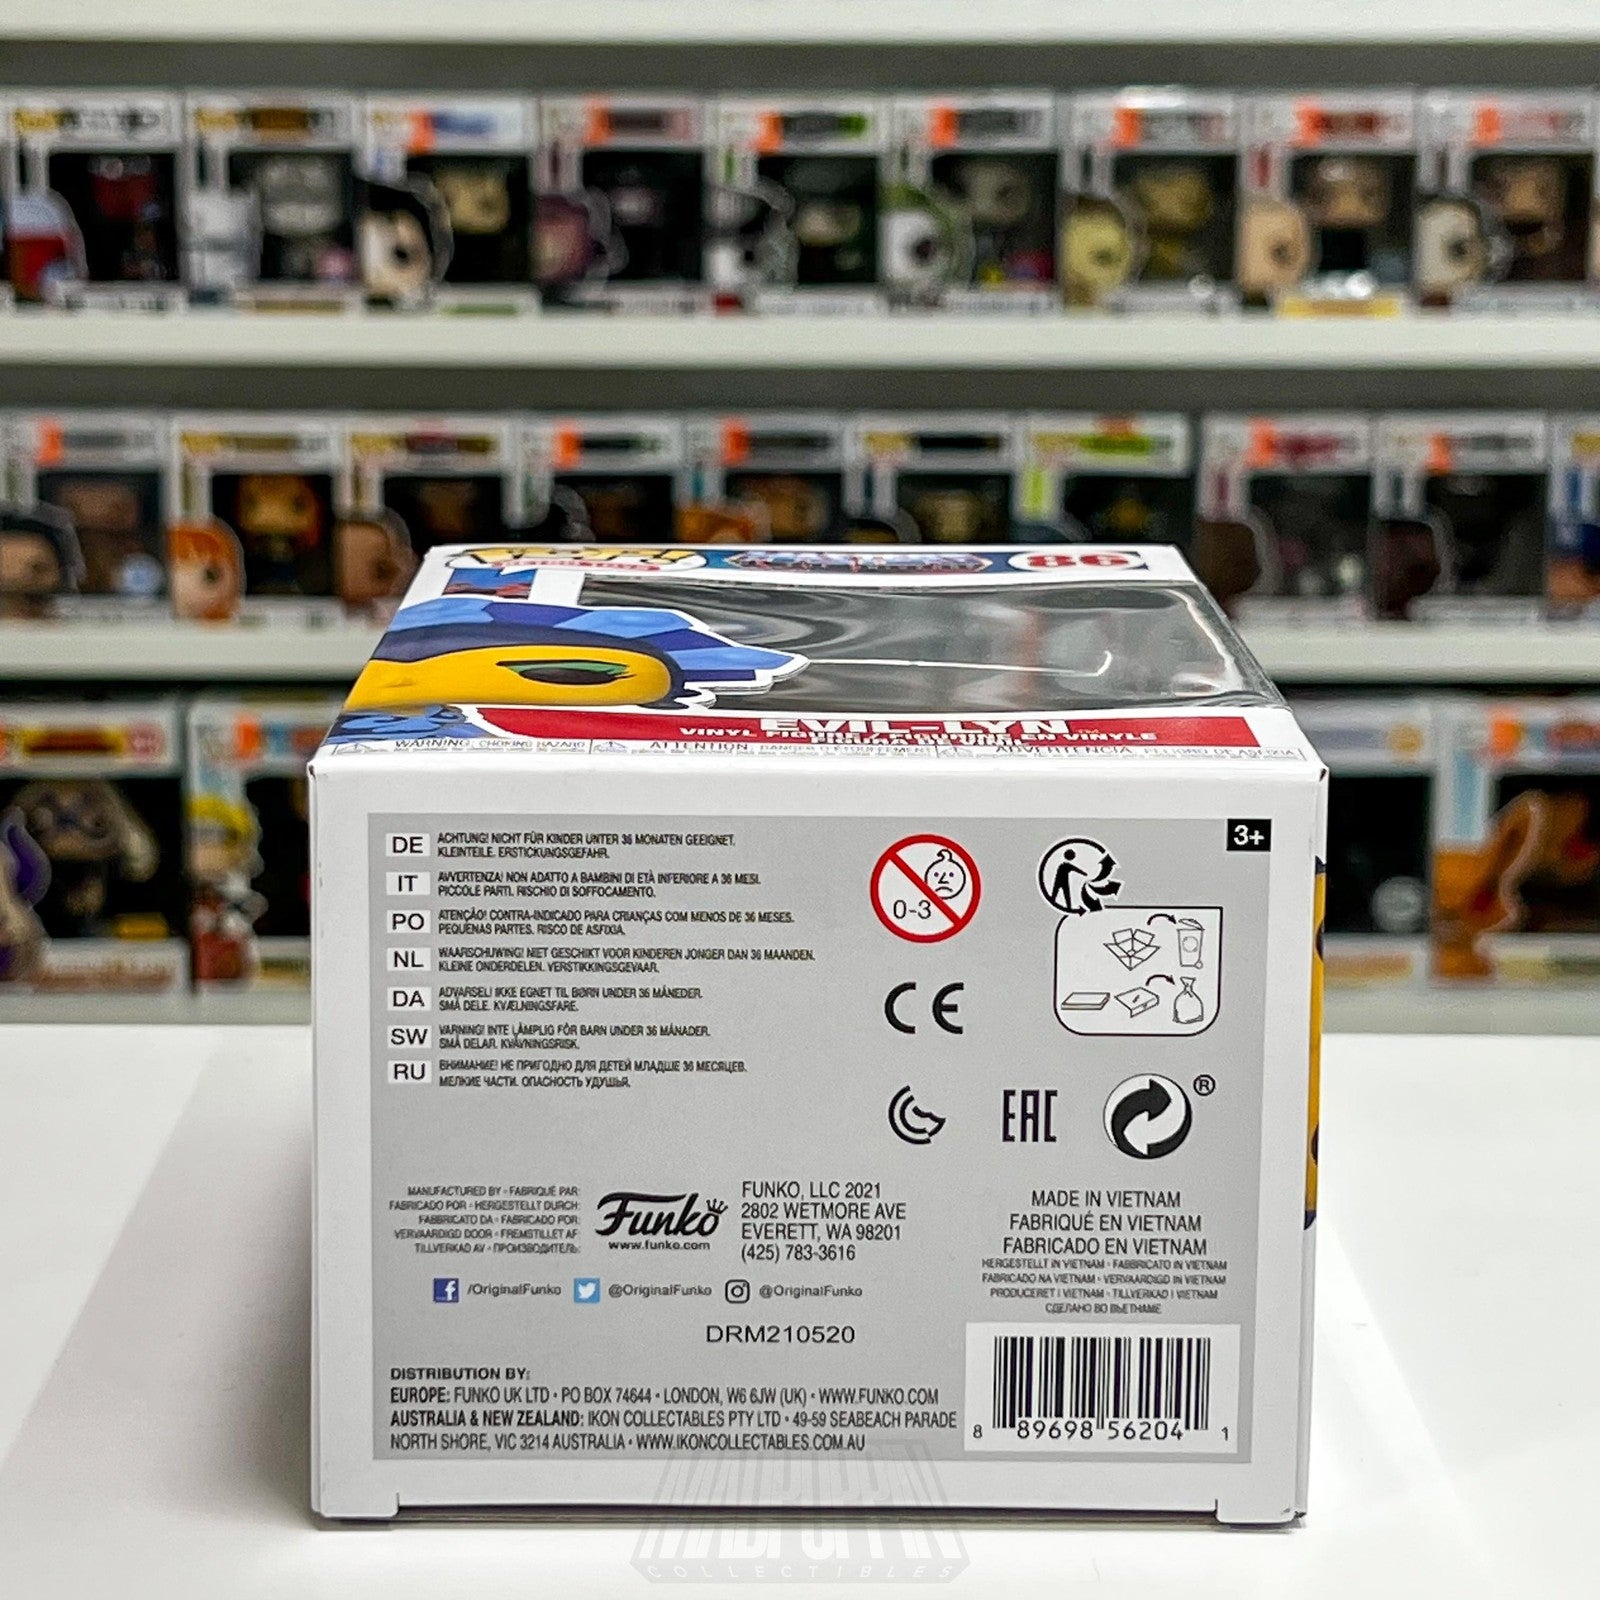 POP!
86
EVIL-LYN
VINYL FIGURE / FIGURINE EN VINYLE
WARNING: CHOKING HAZARD
ATTENTION: DANGER D'ÉTOUFFEMENT
ADVERTENCIA: PELIGRO DE ASFIXIA
3+
DE ACHTUNG! NICHT FÜR KINDER UNTER 36 MONATEN GEEIGNET.
KLEINTEILE. ERSTICKUNGSGEFAHR.
IT AVVERTENZA! NON ADATTO A BAMBINI DI ETÀ INFERIORE A 36 MESI.
PICCOLE PARTI. RISCHIO DI SOFFOCAMENTO.
PO ATENÇÃO! CONTRA-INDICADO PARA CRIANÇAS COM MENOS DE 36 MESES.
PEQUENAS PARTES. RISCO DE ASFIXIA.
NL WAARSCHUWING! NIET GESCHIKT VOOR KINDEREN JONGER DAN 36 MAANDEN.
KLEINE ONDERDELEN. VERSTIKKINGSGEVAAR.
DA ADVARSEL! IKKE EGNET TIL BØRN UNDER 36 MÅNEDER.
SMÅ DELE. KVÆLNINGSFARE.
SW VARNING! INTE LÄMPLIG FÖR BARN UNDER 36 MÅNADER.
SMÅ DELAR. KVÄVNINGSRISK.
RU ВНИМАНИЕ! НЕ ПРИГОДНО ДЛЯ ДЕТЕЙ МЛАДШЕ 36 МЕСЯЦЕВ.
МЕЛКИЕ ЧАСТИ. ОПАСНОСТЬ УДУШЬЯ.
0-3
CE
EAC
®
MANUFACTURED BY • FABRIQUÉ PAR:
FABRICADO POR • HERGESTELLT DURCH:
FABBRICATO DA • FABRICADO POR:
VERVAARDIGD DOOR • FREMSTILLET AF:
TILLVERKAD AV • ПРОИЗВОДИТЕЛЬ:
Funko
www.funko.com
FUNKO, LLC 2021
2802 WETMORE AVE
EVERETT, WA 98201
(425) 783-3616
MADE IN VIETNAM
FABRIQUÉ EN VIETNAM
FABRICADO EN VIETNAM
HERGESTELLT IN VIETNAM • FABBRICATO IN VIETNAM
FABRICADO NA VIETNAM • VERVAARDIGD IN VIETNAM
PRODUCERET I VIETNAM • TILLVERKAD I VIETNAM
СДЕЛАНО ВО ВЬЕТНАМЕ
/OriginalFunko @OriginalFunko @OriginalFunko
DRM210520
DISTRIBUTION BY:
EUROPE: FUNKO UK LTD • PO BOX 74644 • LONDON, W6 6JW (UK) • WWW.FUNKO.COM
AUSTRALIA & NEW ZEALAND: IKON COLLECTABLES PTY LTD • 49-59 SEABEACH PARADE
NORTH SHORE, VIC 3214 AUSTRALIA • WWW.IKONCOLLECTABLES.COM.AU
8 89698 56204 1
COLLECTIBLES